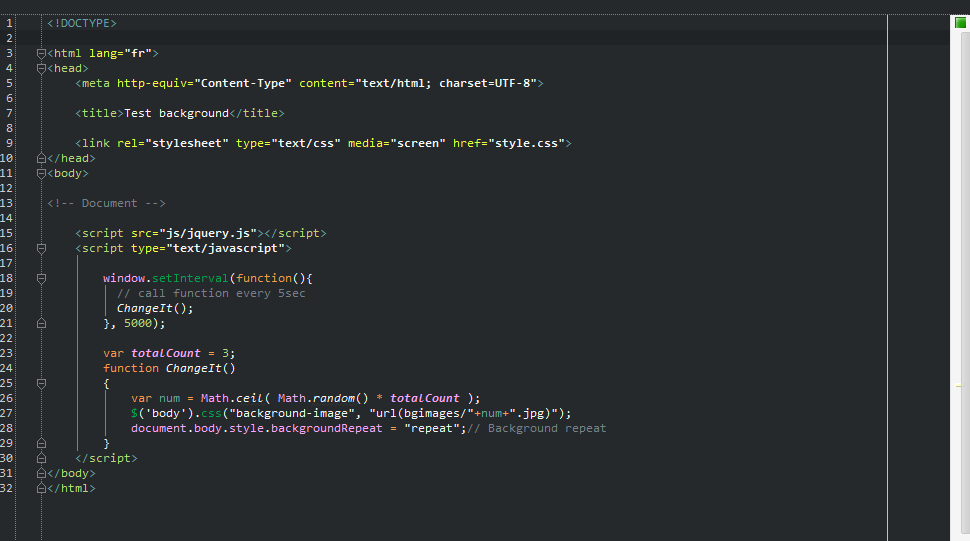 1 <!DOCTYPE>
2
3 <html lang="fr">
4 <head>
5     <meta http-equiv="Content-Type" content="text/html; charset=UTF-8">
6
7     <title>Test background</title>
8
9     <link rel="stylesheet" type="text/css" media="screen" href="style.css">
10 </head>
11 <body>
12
13 <!-- Document -->
14
15     <script src="js/jquery.js"></script>
16     <script type="text/javascript">
17
18         window.setInterval(function(){
19           // call function every 5sec
20           ChangeIt();
21         }, 5000);
22
23         var totalCount = 3;
24         function ChangeIt()
25         {
26             var num = Math.ceil( Math.random() * totalCount );
27             $('body').css("background-image", "url(bgimages/"+num+".jpg)");
28             document.body.style.backgroundRepeat = "repeat";// Background repeat
29         }
30     </script>
31 </body>
32 </html>